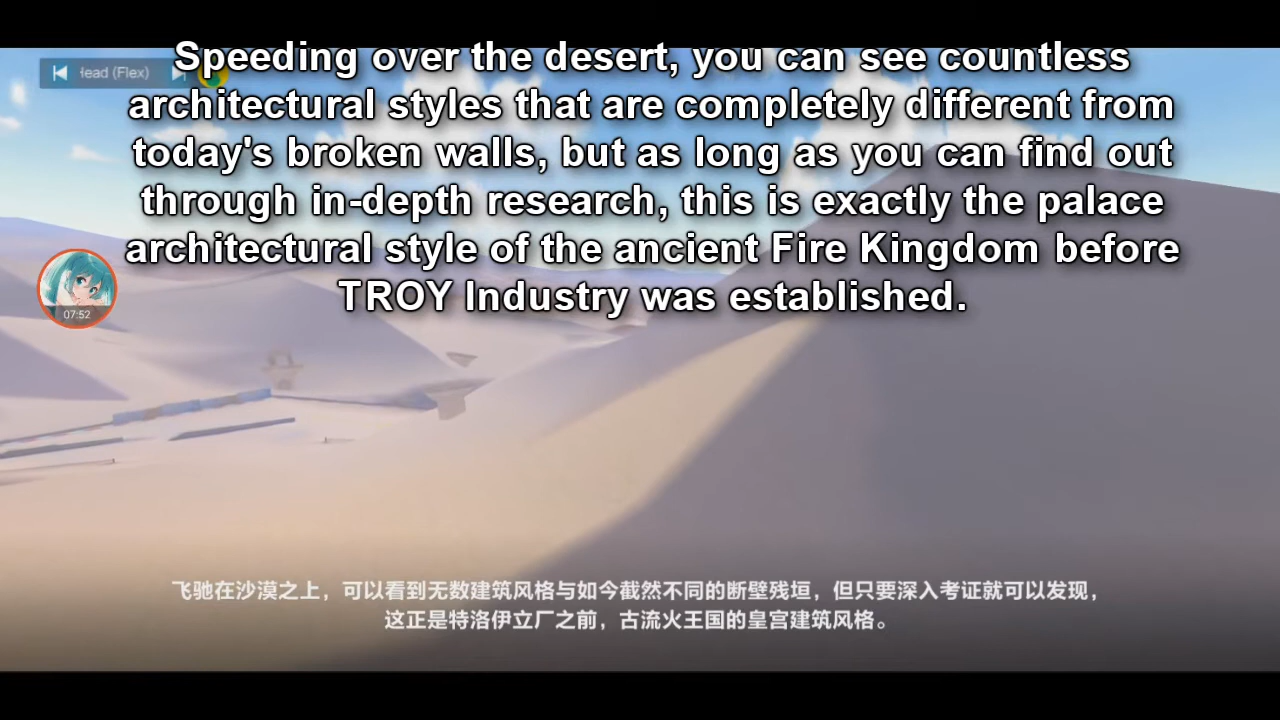 Head (Flex)
Speeding over the desert, you can see countless
architectural styles that are completely different from
today's broken walls, but as long as you can find out
through in-depth research, this is exactly the palace
architectural style of the ancient Fire Kingdom before
TROY Industry was established.
07:52
飞驰在沙漠之上，可以看到无数建筑风格与如今截然不同的断壁残垣，但只要深入考证就可以发现，
这正是特洛伊立厂之前，古流火王国的皇宫建筑风格。